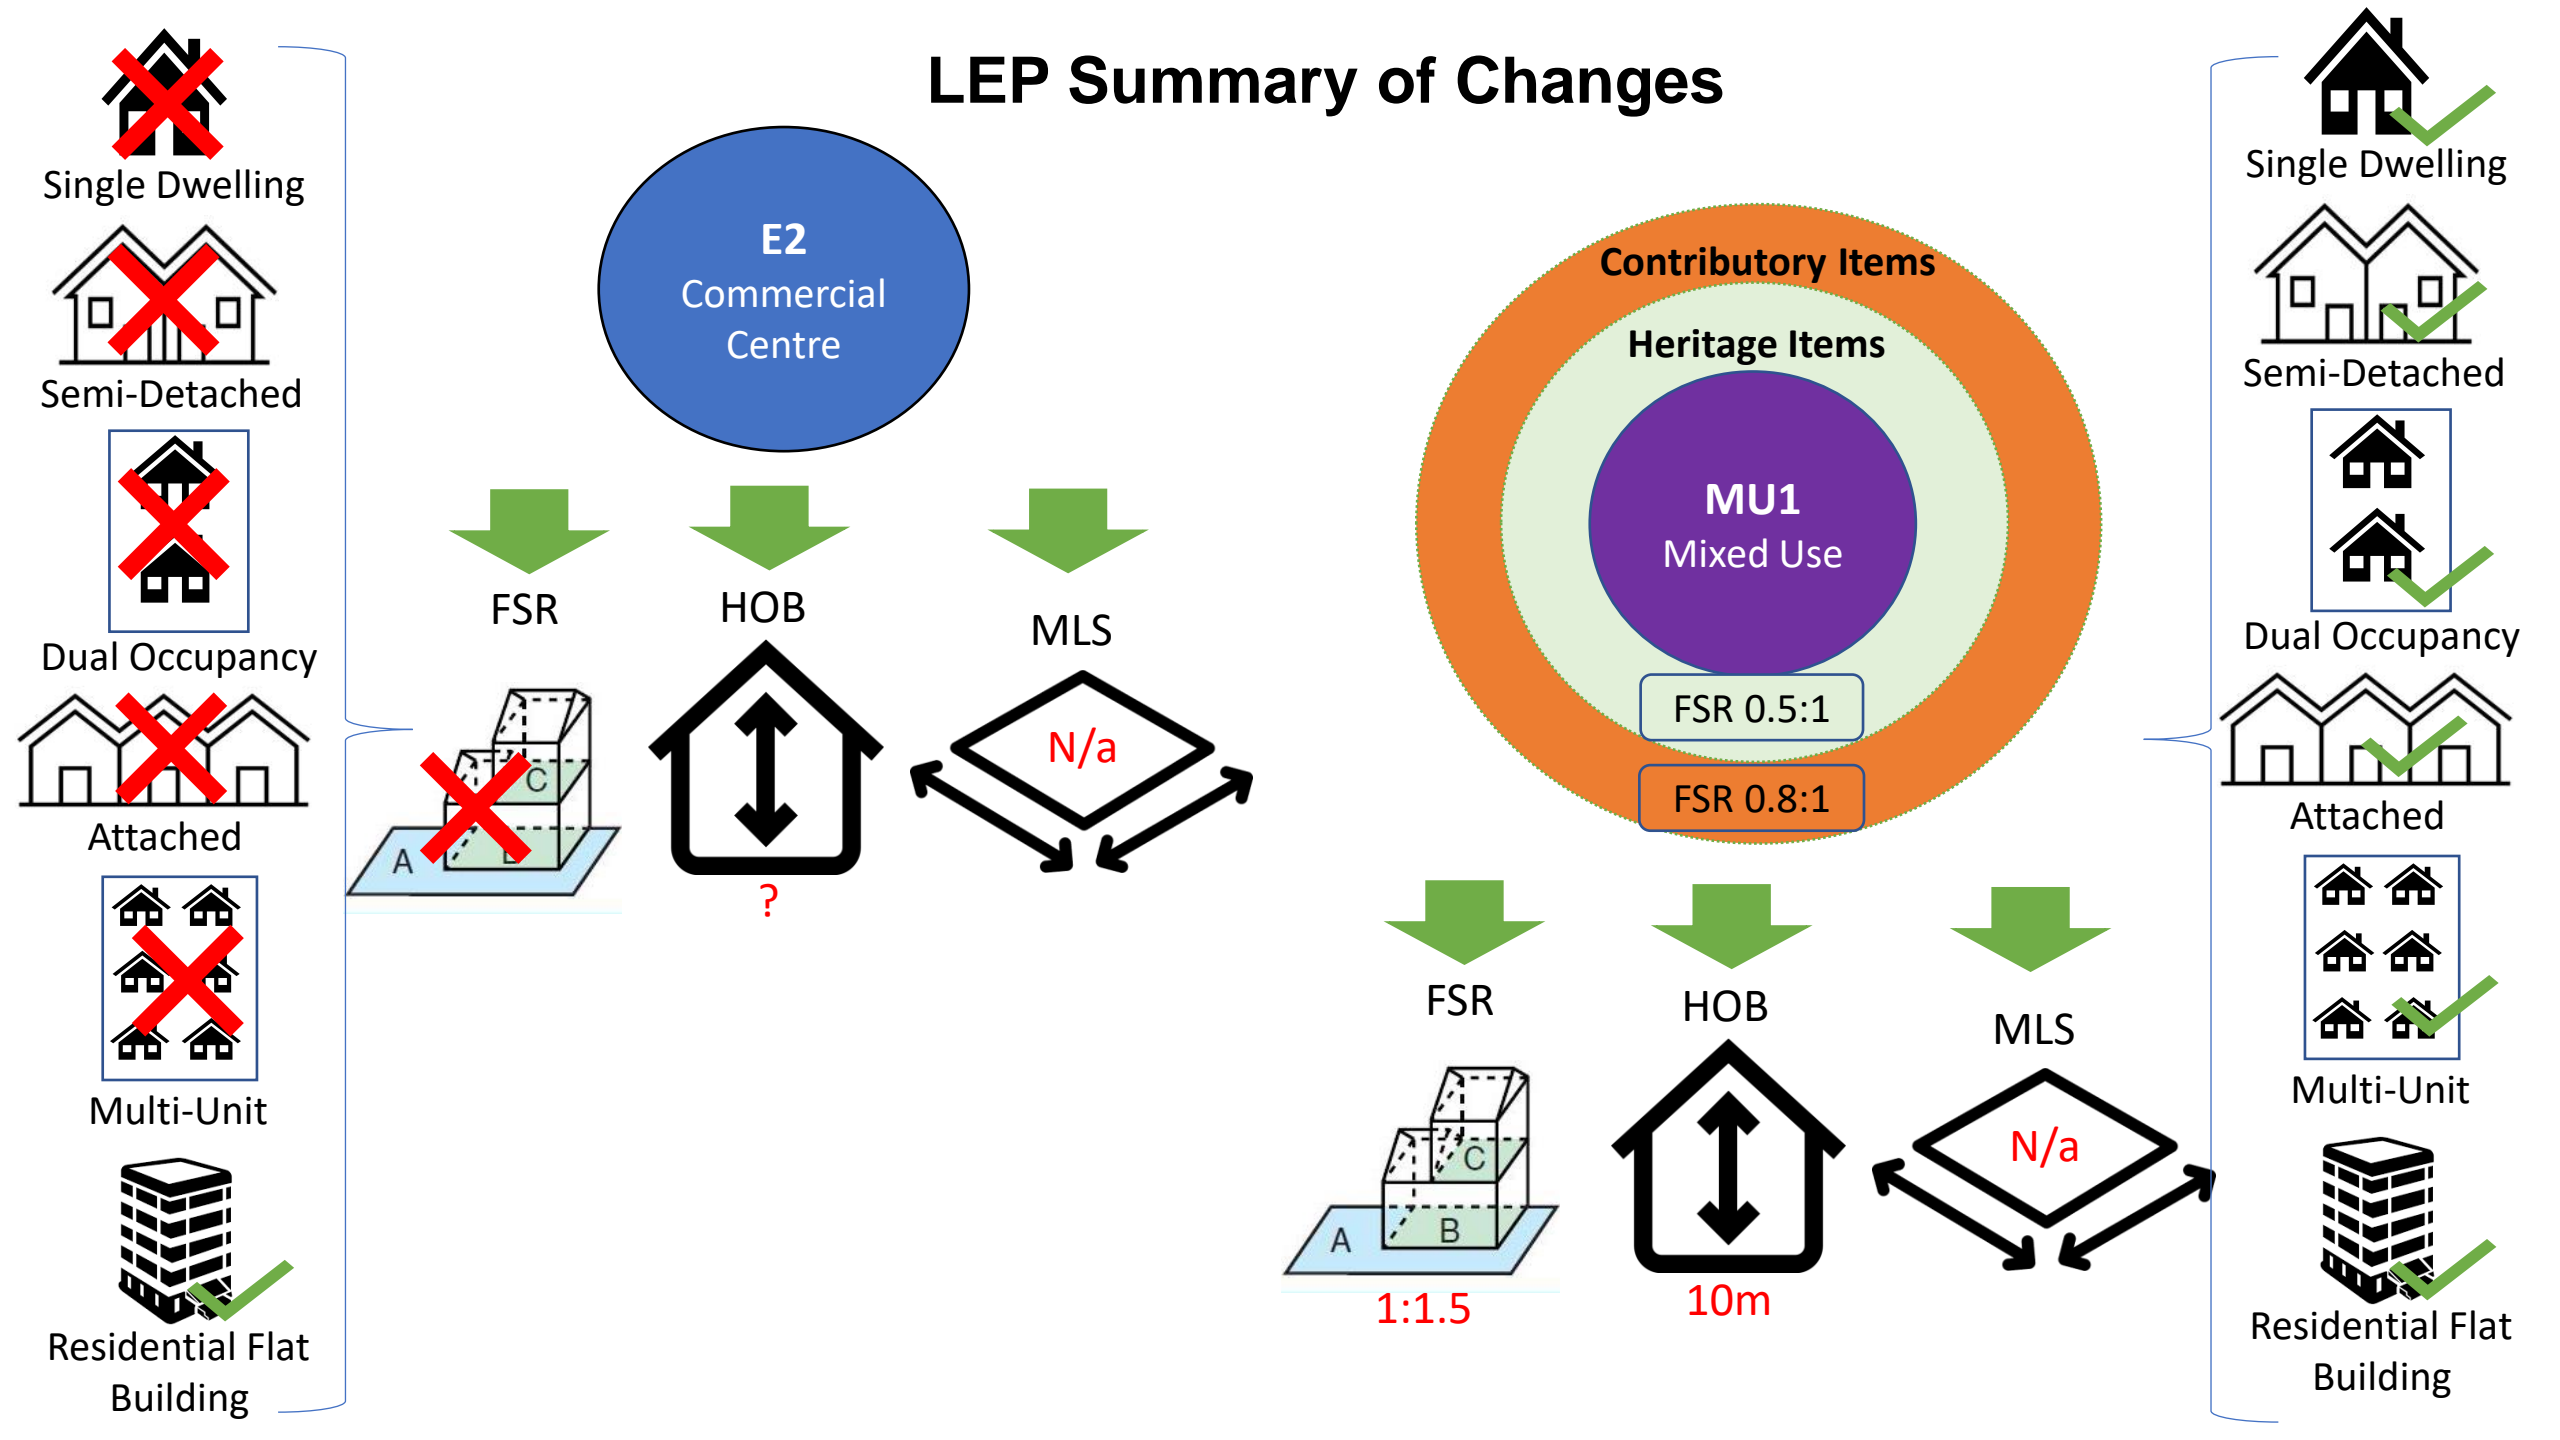 LEP Summary of Changes
Single Dwelling
Semi-Detached
Dual Occupancy
Attached
Multi-Unit
Residential Flat
Building
E2
Commercial
Centre
FSR
HOB
MLS
A
C
?
N/a
Contributory Items
Heritage Items
MU1
Mixed Use
FSR 0.5:1
FSR 0.8:1
FSR
HOB
MLS
A
B
C
1:1.5
10m
N/a
Single Dwelling
Semi-Detached
Dual Occupancy
Attached
Multi-Unit
Residential Flat
Building